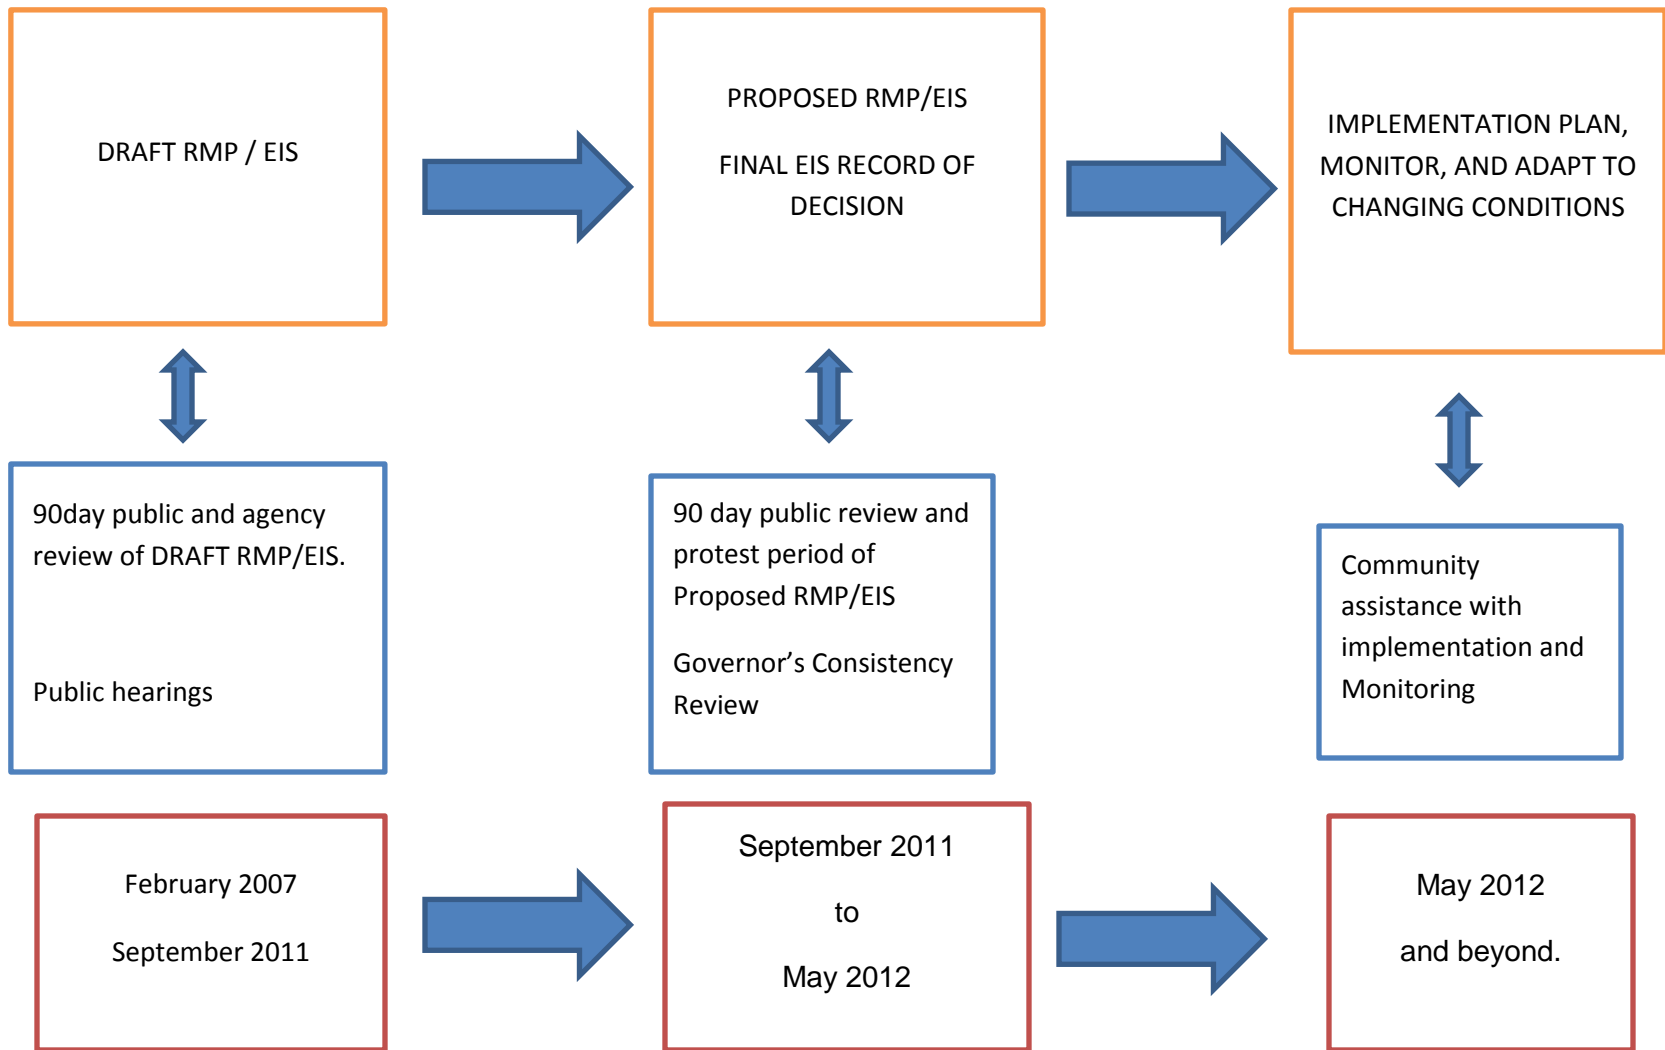 DRAFT RMP / EIS
PROPOSED RMP/EIS
FINAL EIS RECORD OF
DECISION
IMPLEMENTATION PLAN,
MONITOR, AND ADAPT TO
CHANGING CONDITIONS
90day public and agency
review of DRAFT RMP/EIS.
Public hearings
90 day public review and
protest period of
Proposed RMP/EIS
Governor’s Consistency
Review
Community
assistance with
implementation and
Monitoring
February 2007
September 2011
September 2011
to
May 2012
May 2012
and beyond.